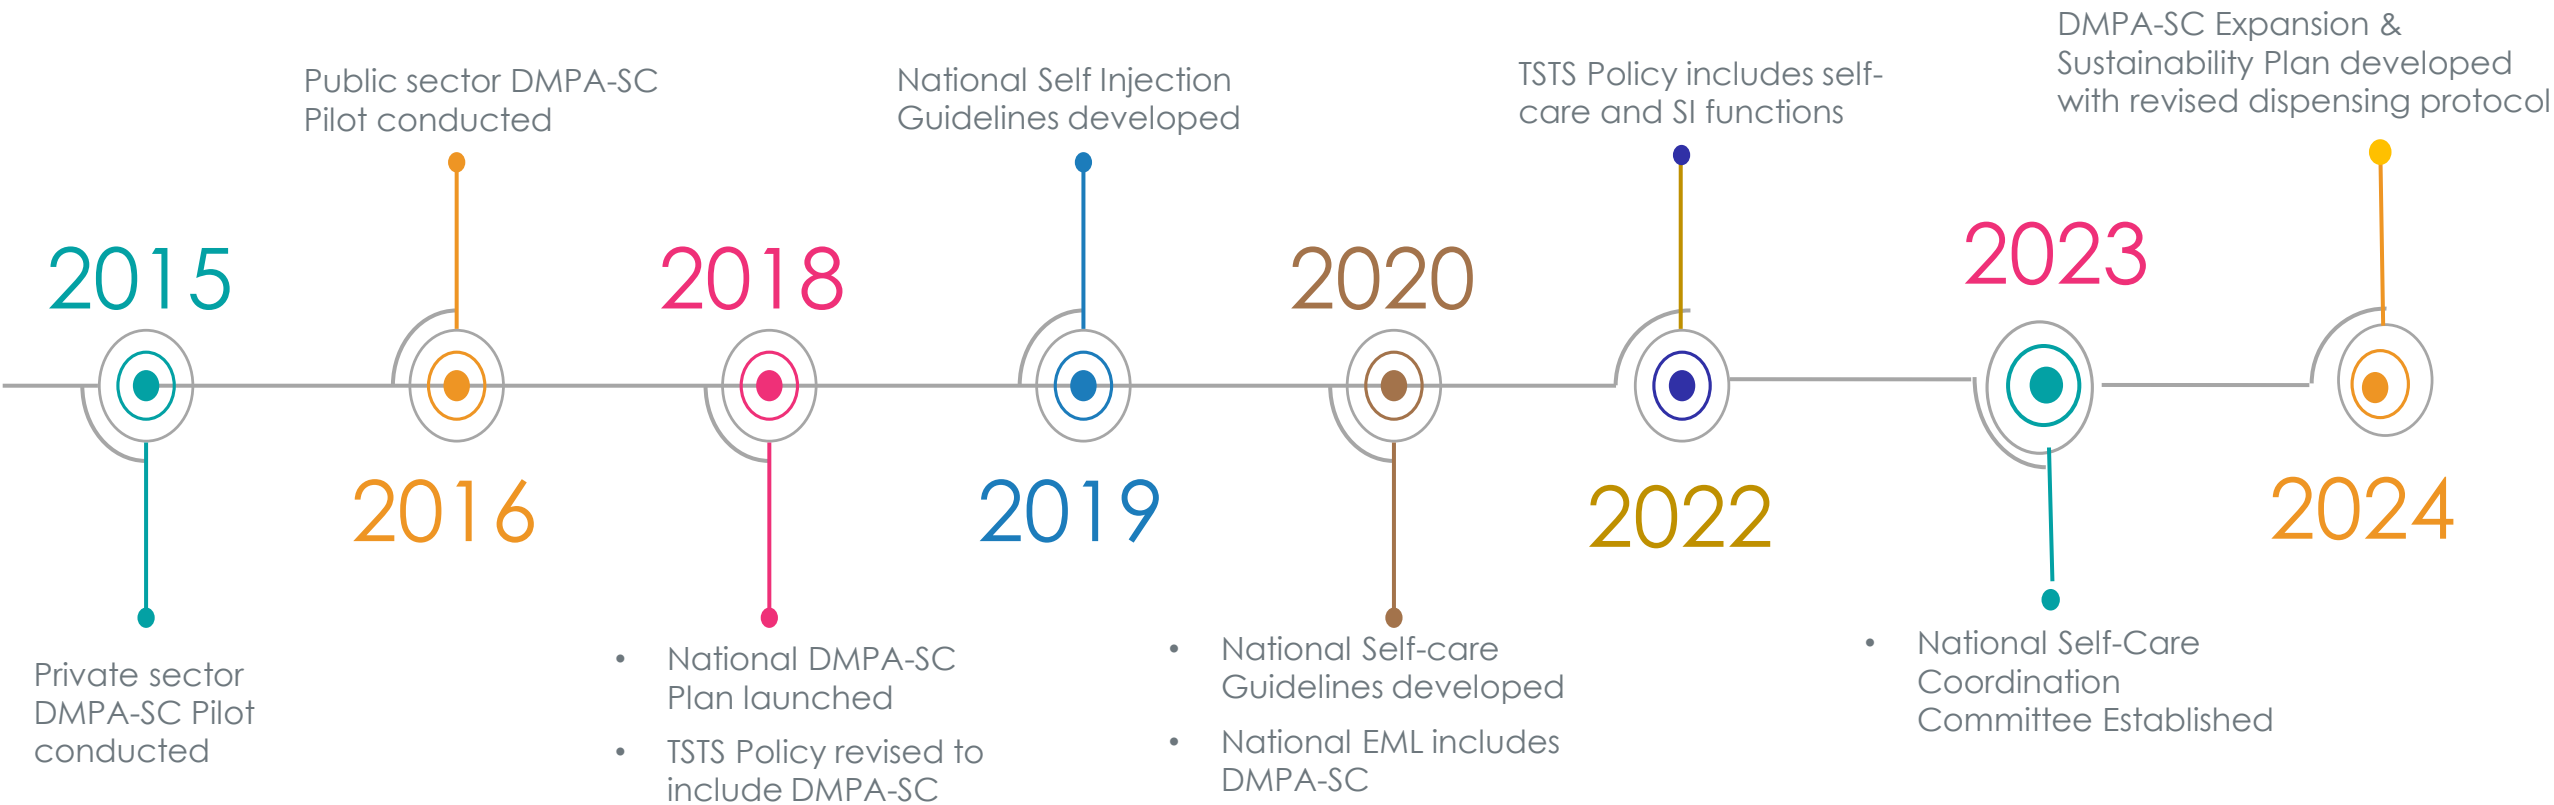 2015
Private sector
DMPA-SC Pilot
conducted
Public sector DMPA-SC
Pilot conducted
2016
2018
• National DMPA-SC
Plan launched
• TSTS Policy revised to
include DMPA-SC
National Self Injection
Guidelines developed
2019
2020
• National Self-care
Guidelines developed
• National EML includes
DMPA-SC
TSTS Policy includes self-
care and SI functions
2022
2023
• National Self-Care
Coordination
Committee Established
DMPA-SC Expansion &
Sustainability Plan developed
with revised dispensing protocol
2024